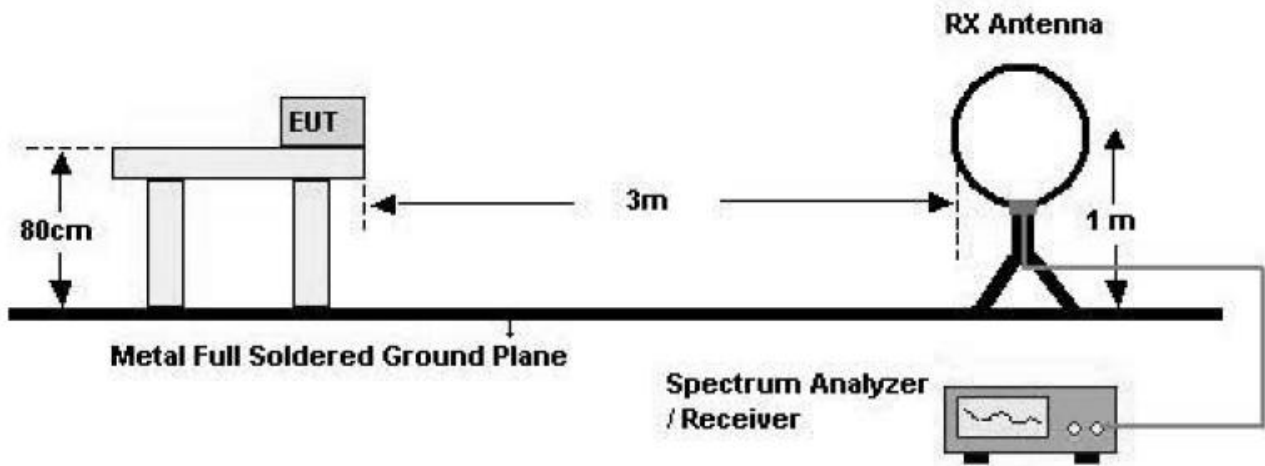 RX Antenna
EUT
80cm
3m
1 m
Metal Full Soldered Ground Plane
Spectrum Analyzer
/ Receiver